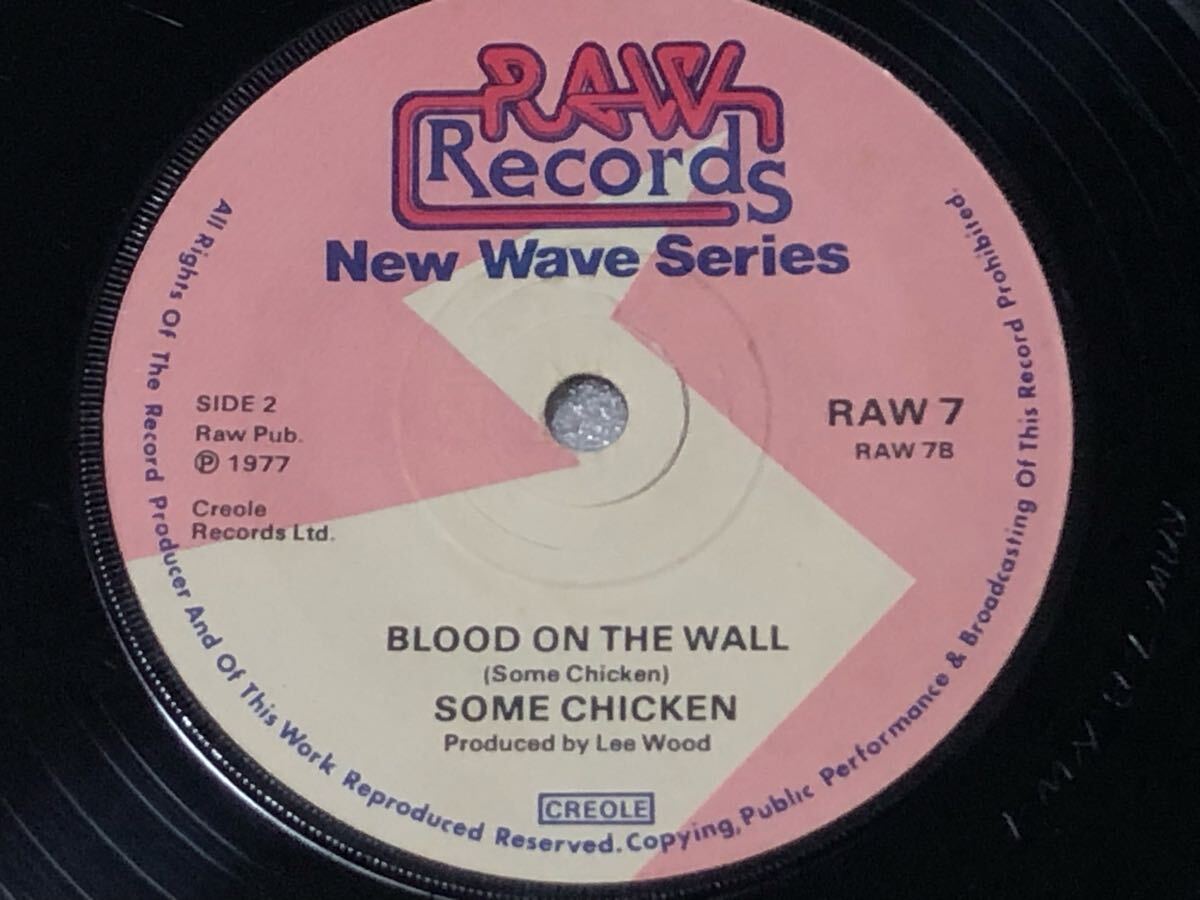 RAW
Records
New Wave Series
SIDE 2
Raw Pub.
℗ 1977
Creole
Records Ltd.
RAW 7
RAW 7B
BLOOD ON THE WALL
(Some Chicken)
SOME CHICKEN
Produced by Lee Wood
CREOLE
All Rights Of The Record Producer And Of This Work Reproduced Reserved. Copying, Public Performance & Broadcasting Of This Record Prohibited.